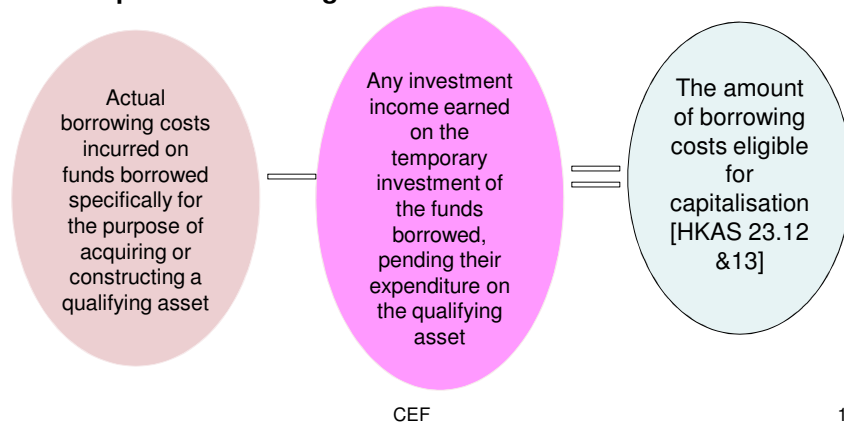 Actual
borrowing costs
incurred on
funds borrowed
specifically for
the purpose of
acquiring or
constructing a
qualifying asset
Any investment
income earned
on the
temporary
investment of
the funds
borrowed,
pending their
expenditure on
the qualifying
asset
The amount
of borrowing
costs eligible
for
capitalisation
[HKAS 23.12
&13]
CEF
1